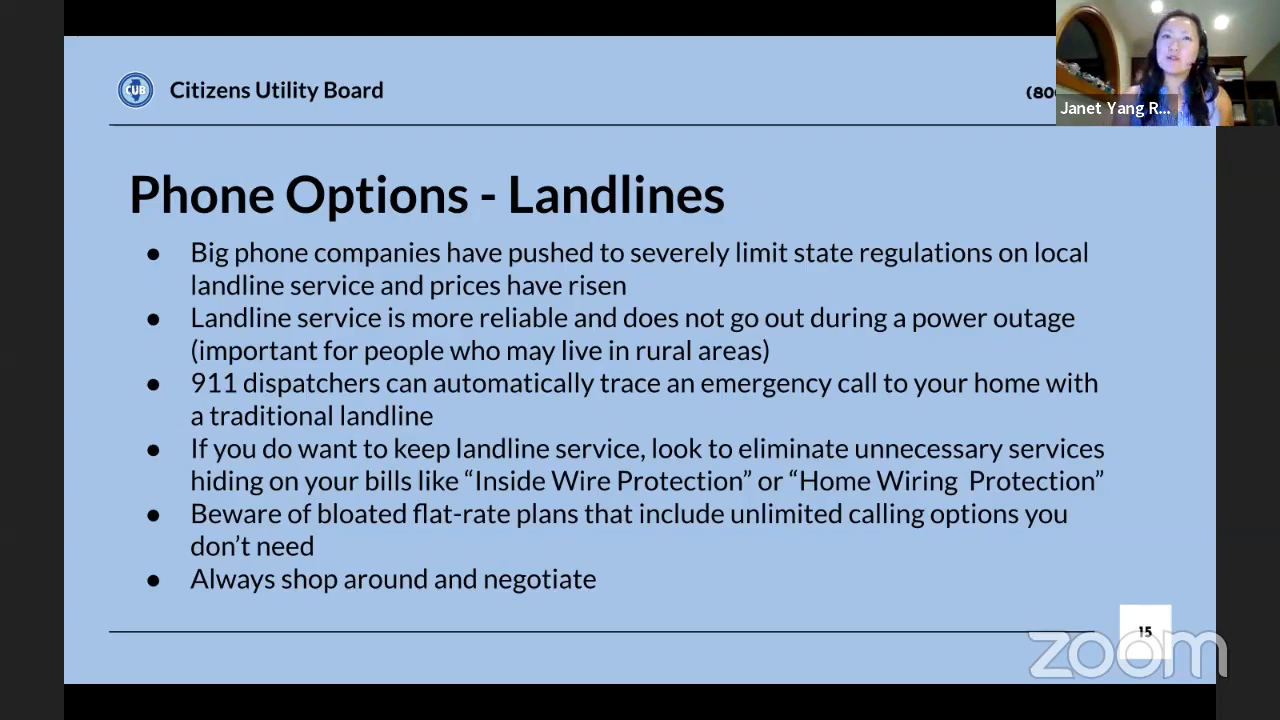 CUB
Citizens Utility Board
(80
Janet Yang R...
Phone Options - Landlines
● Big phone companies have pushed to severely limit state regulations on local
landline service and prices have risen
● Landline service is more reliable and does not go out during a power outage
(important for people who may live in rural areas)
● 911 dispatchers can automatically trace an emergency call to your home with
a traditional landline
● If you do want to keep landline service, look to eliminate unnecessary services
hiding on your bills like “Inside Wire Protection” or “Home Wiring Protection”
● Beware of bloated flat-rate plans that include unlimited calling options you
don’t need
● Always shop around and negotiate
15
zoom